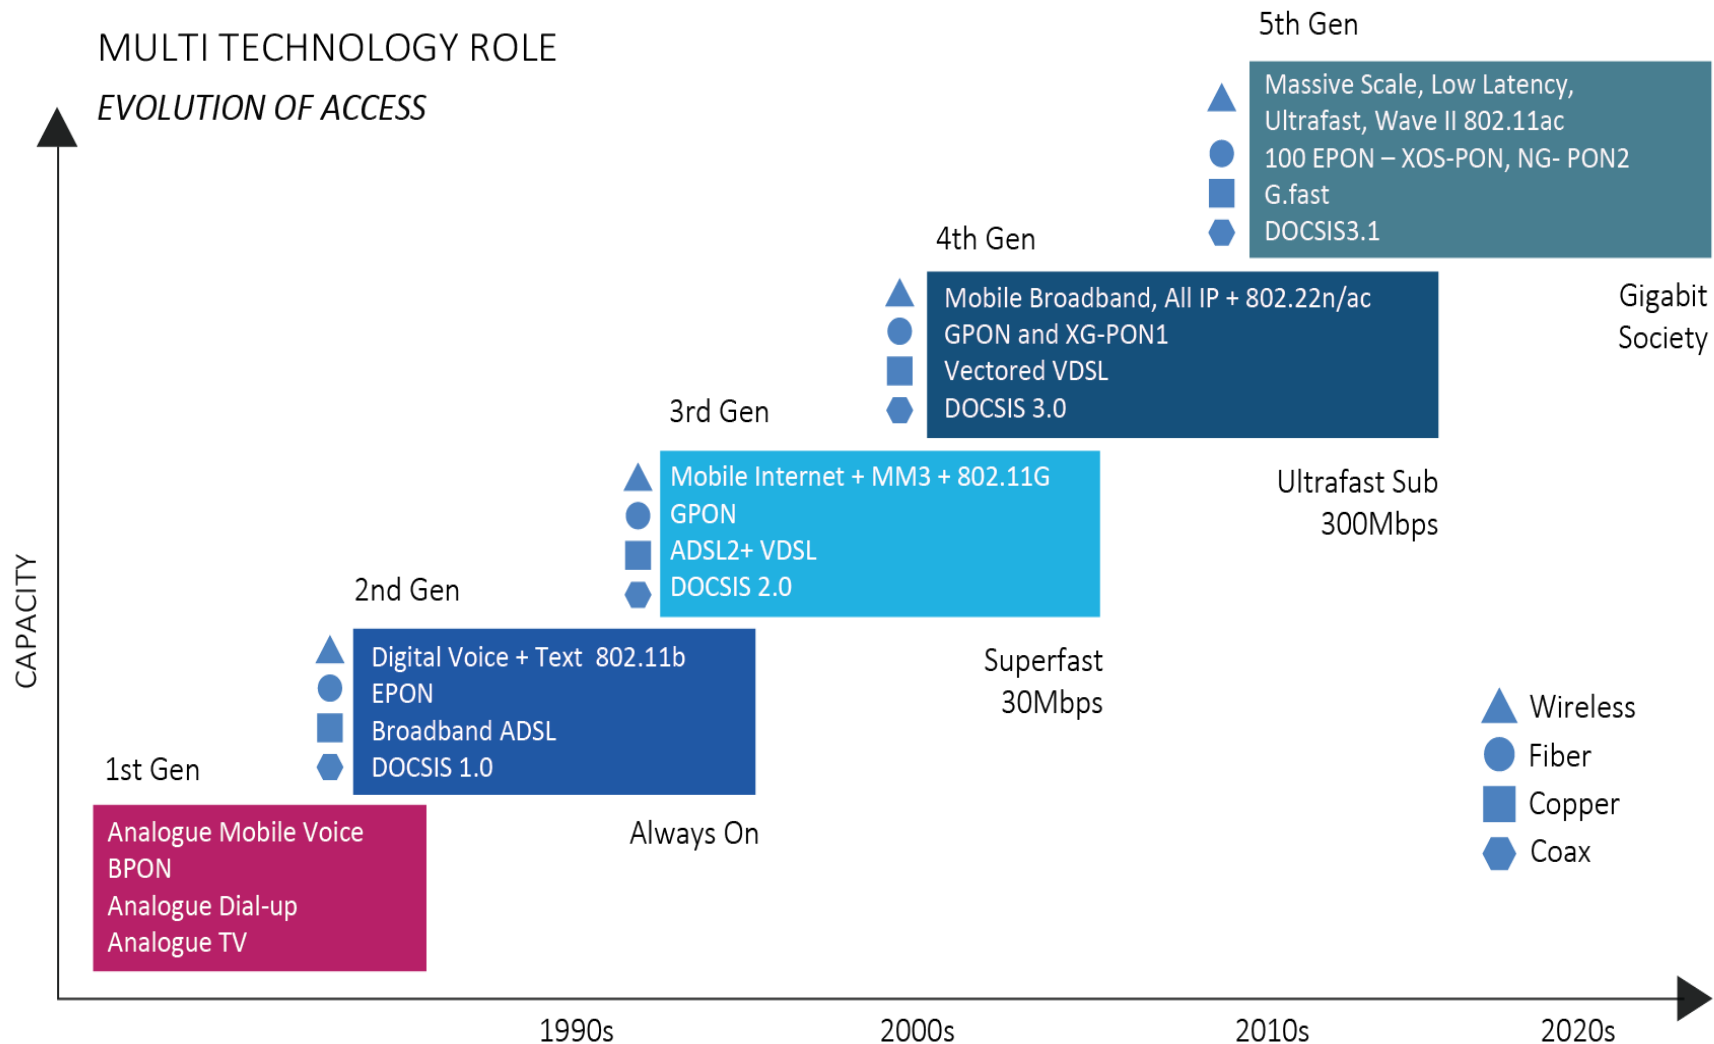 MULTI TECHNOLOGY ROLE
EVOLUTION OF ACCESS
5th Gen
Massive Scale, Low Latency,
Ultrafast, Wave II 802.11ac
100 EPON – XOS-PON, NG- PON2
G.fast
DOCSIS3.1
Gigabit
Society
4th Gen
Mobile Broadband, All IP + 802.22n/ac
GPON and XG-PON1
Vectored VDSL
DOCSIS 3.0
Ultrafast Sub
300Mbps
3rd Gen
Mobile Internet + MM3 + 802.11G
GPON
ADSL2+ VDSL
DOCSIS 2.0
Superfast
30Mbps
2nd Gen
Digital Voice + Text 802.11b
EPON
Broadband ADSL
DOCSIS 1.0
Always On
1st Gen
Analogue Mobile Voice
BPON
Analogue Dial-up
Analogue TV
CAPACITY
Wireless
Fiber
Copper
Coax
1990s
2000s
2010s
2020s